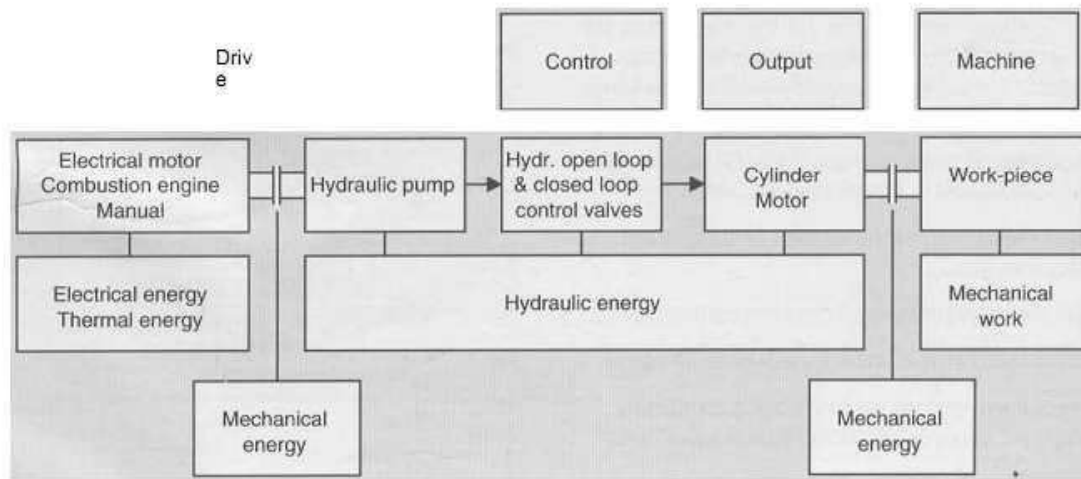 Driv
e
Control
Output
Machine
Electrical motor
Combustion engine
Manual
Hydraulic pump
Hydr. open loop
& closed loop
control valves
Cylinder
Motor
Work-piece
Electrical energy
Thermal energy
Hydraulic energy
Mechanical
work
Mechanical
energy
Mechanical
energy